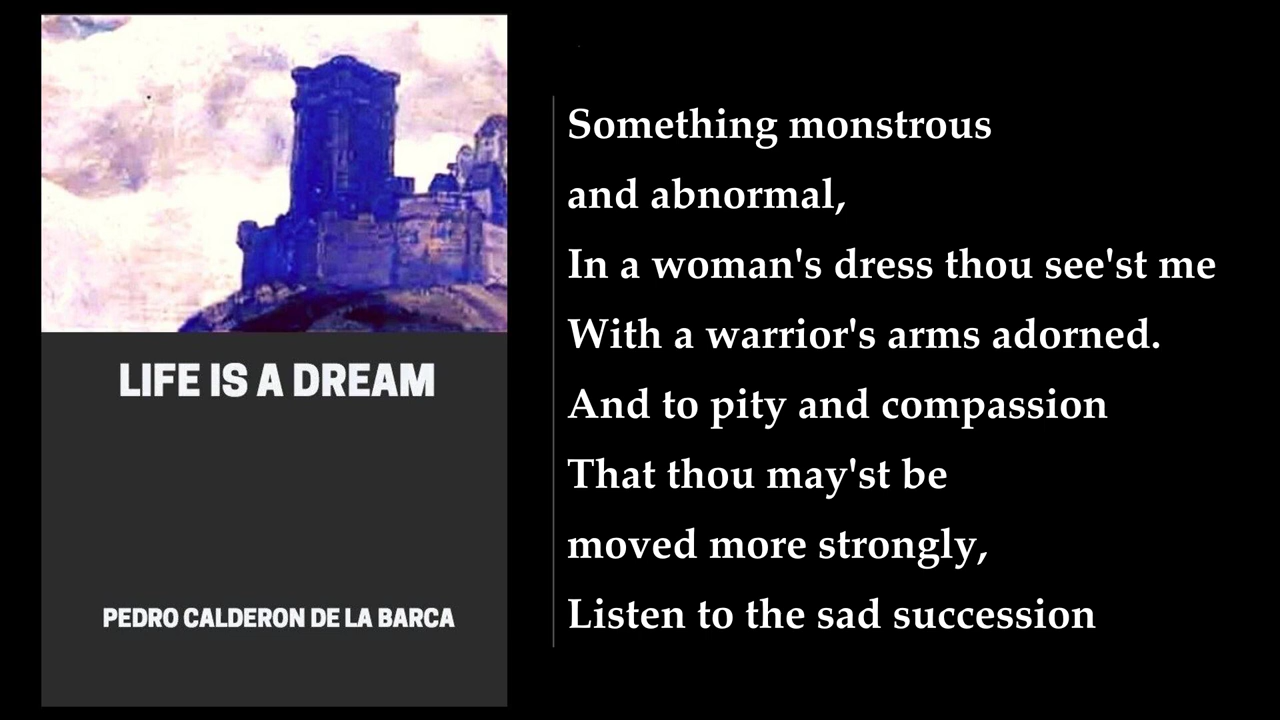 LIFE IS A DREAM
PEDRO CALDERON DE LA BARCA
Something monstrous
and abnormal,
In a woman's dress thou see'st me
With a warrior's arms adorned.
And to pity and compassion
That thou may'st be
moved more strongly,
Listen to the sad succession